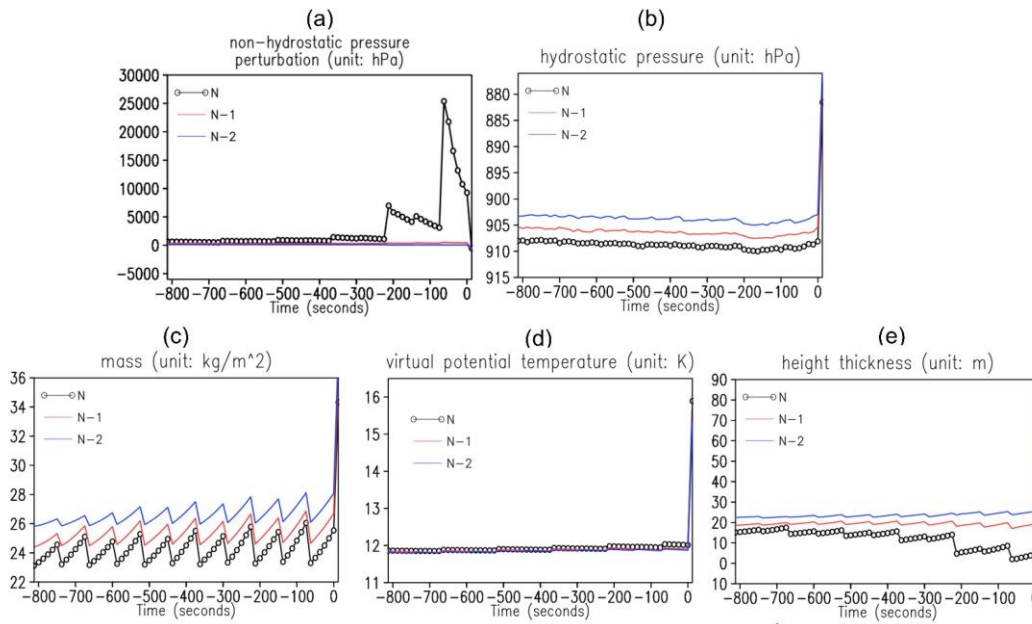 (a)
non-hydrostatic pressure
perturbation (unit: hPa)
30000
25000
20000
15000
10000
5000
0
-5000
N
N-1
N-2
-800 -700 -600 -500 -400 -300 -200 -100 0
Time (seconds)
(b)
hydrostatic pressure (unit: hPa)
880
885
890
895
900
905
910
915
N
N-1
N-2
-800 -700 -600 -500 -400 -300 -200 -100 0
Time (seconds)
(c)
mass (unit: kg/m^2)
36
34
32
30
28
26
24
22
N
N-1
N-2
-800 -700 -600 -500 -400 -300 -200 -100 0
Time (seconds)
(d)
virtual potential temperature (unit: K)
16
15
14
13
12
11
N
N-1
N-2
-800 -700 -600 -500 -400 -300 -200 -100 0
Time (seconds)
(e)
height thickness (unit: m)
90
80
70
60
50
40
30
20
10
0
10
N
N-1
N-2
-800 -700 -600 -500 -400 -300 -200 -100 0
Time (seconds)